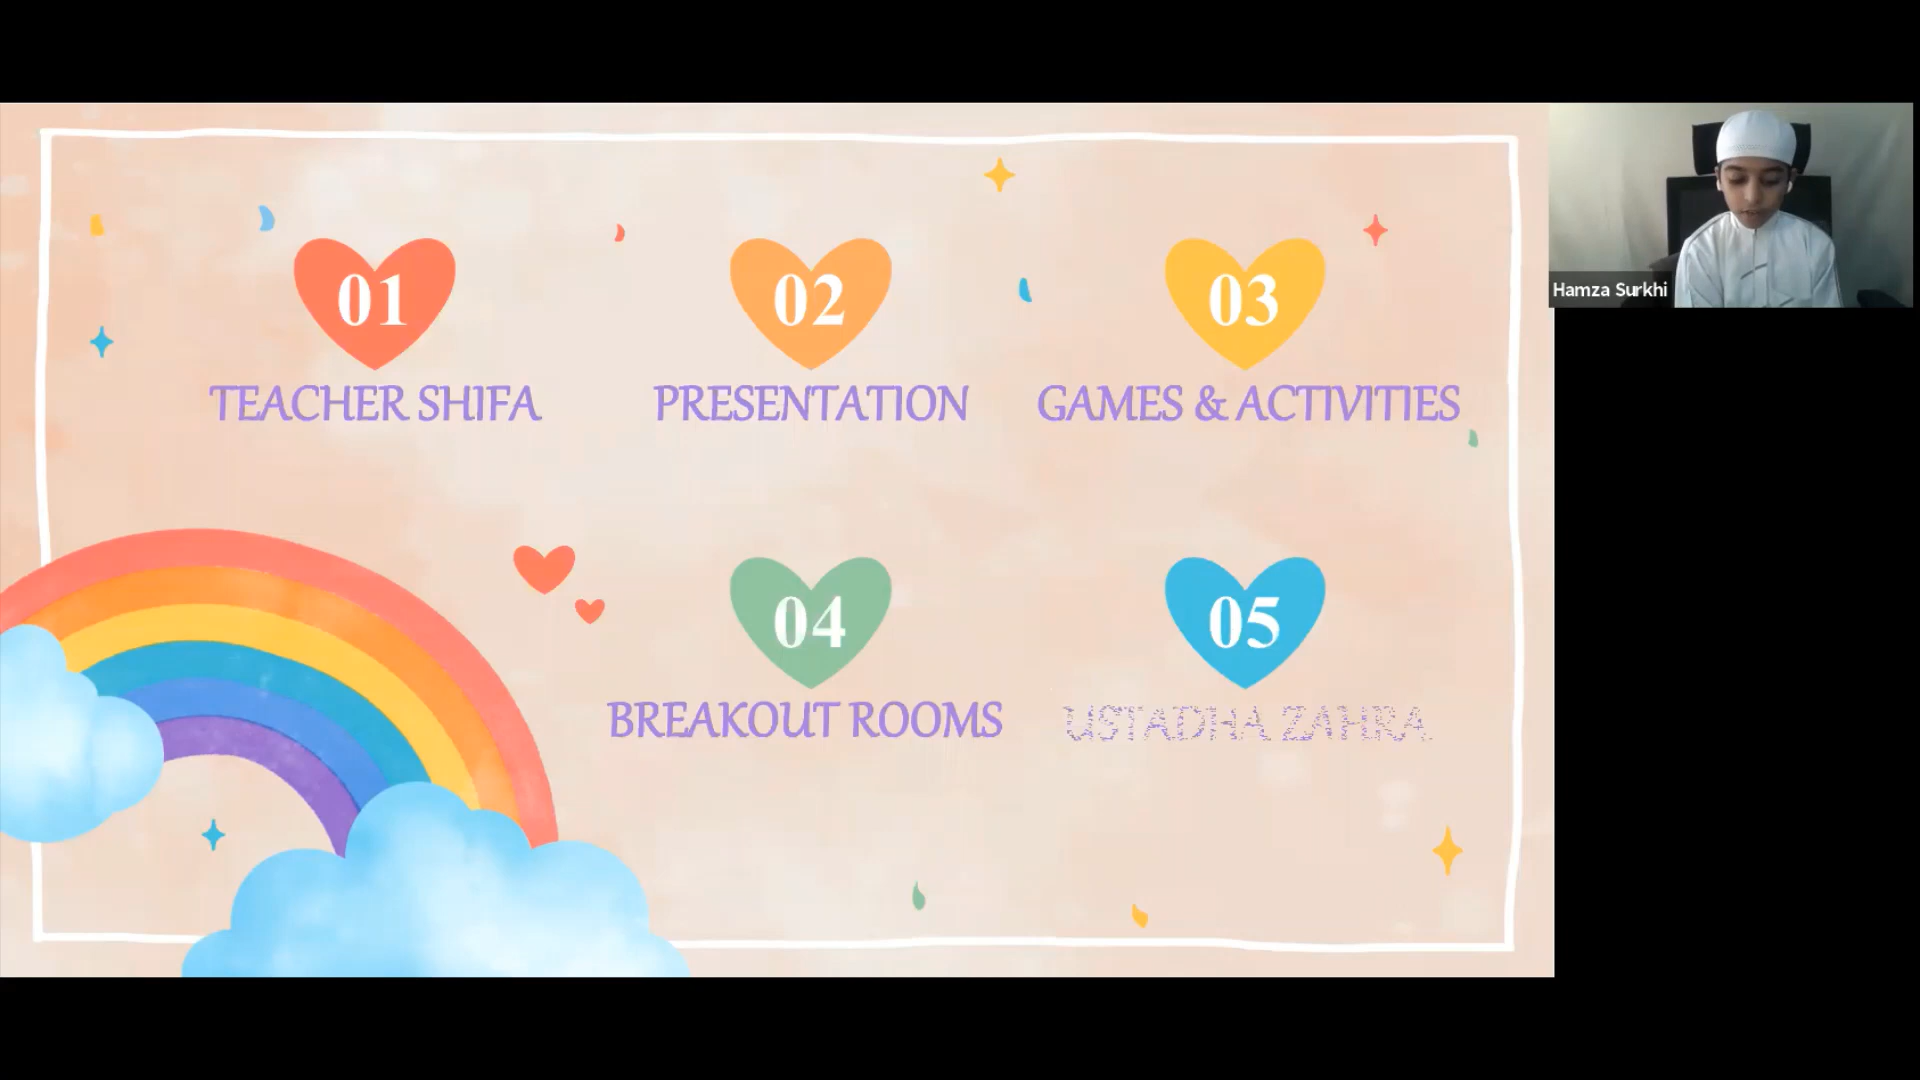 01
02
03
TEACHER SHIFA
PRESENTATION
GAMES & ACTIVITIES
04
05
BREAKOUT ROOMS
USTADHA ZAHRA
Hamza Surkhi